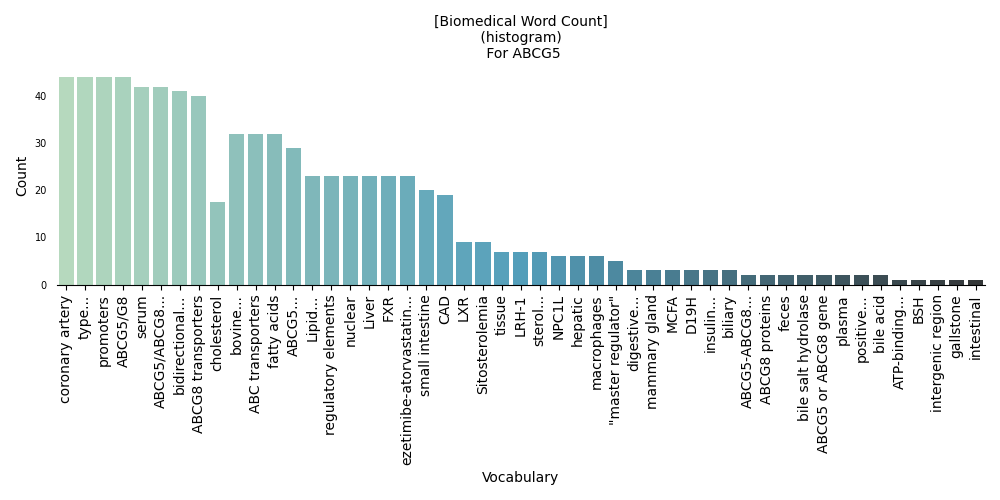 [Biomedical Word Count]
(histogram)
For ABCG5
Count
40
30
20
10
0
coronary artery
type...
promoters
ABCG5/G8
serum
ABCG5/ABCG8...
bidirectional...
ABCG8 transporters
cholesterol
bovine...
ABC transporters
fatty acids
ABCG5...
Lipid...
regulatory elements
nuclear
Liver
FXR
ezetimibe-atorvastatin...
small intestine
CAD
LXR
Sitosterolemia
tissue
LRH-1
sterol...
NPC1L
hepatic
macrophages
"master regulator"
digestive...
mammary gland
MCFA
D19H
insulin...
biliary
ABCG5-ABCG8...
ABCG8 proteins
feces
bile salt hydrolase
ABCG5 or ABCG8 gene
plasma
positive...
bile acid
ATP-binding...
BSH
intergenic region
gallstone
intestinal
Vocabulary